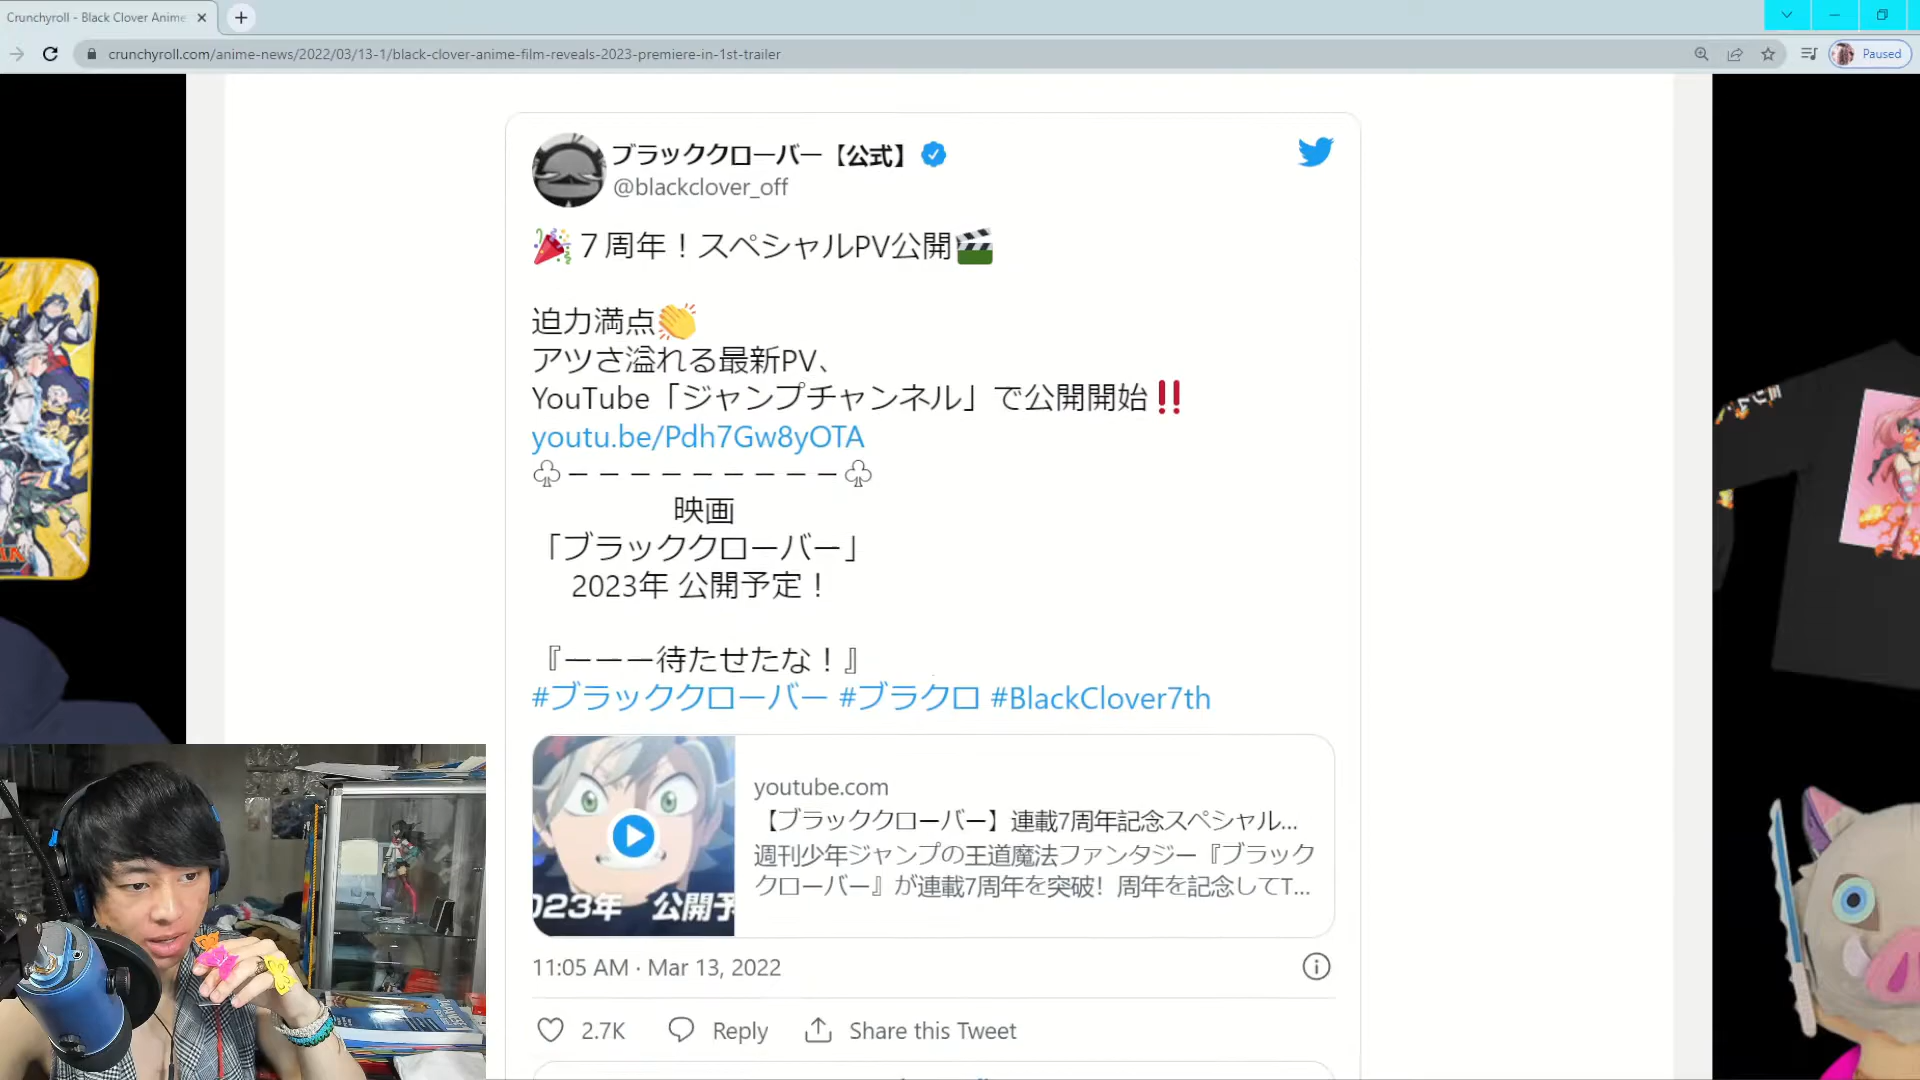 Crunchyroll - Black Clover Anime
crunchyroll.com/anime-news/2022/03/13-1/black-clover-anime-film-reveals-2023-premiere-in-1st-trailer
Paused
ブラッククローバー【公式】
@blackclover_off
🎉７周年！スペシャルPV公開🎬
迫力満点👏
アツさ溢れる最新PV、
YouTube「ジャンプチャンネル」で公開開始‼
youtu.be/Pdh7Gw8yOTA
♧－－－－－－－－－♧
映画
「ブラッククローバー」
2023年 公開予定！
『ーーー待たせたな！』
#ブラッククローバー #ブラクロ #BlackClover7th
youtube.com
【ブラッククローバー】連載7周年記念スペシャル...
週刊少年ジャンプの王道魔法ファンタジー『ブラック
クローバー』が連載7周年を突破！周年を記念してT...
023年 公開予
11:05 AM · Mar 13, 2022
2.7K
Reply
Share this Tweet